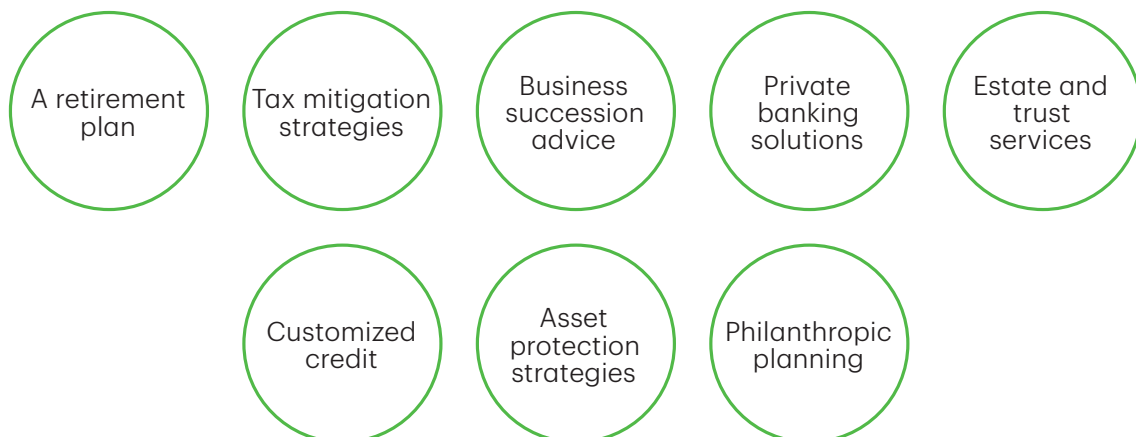 A retirement
plan
Tax mitigation
strategies
Business
succession
advice
Private
banking
solutions
Estate and
trust
services
Customized
credit
Asset
protection
strategies
Philanthropic
planning